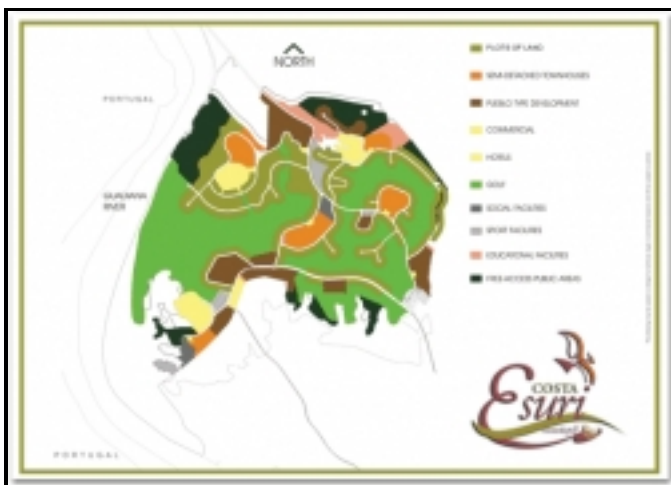 NORTH
PORTUGAL
GUADIANA
RIVER
PLOTS OF LAND
SEMI-DETACHED TOWNHOUSES
PUEBLO TYPE DEVELOPMENT
COMMERCIAL
HOTELS
GOLF
SOCIAL FACILITIES
SPORT FACILITIES
EDUCATIONAL FACILITIES
FREE ACCESS PUBLIC AREAS
COSTA
Esuri
PORTUGAL